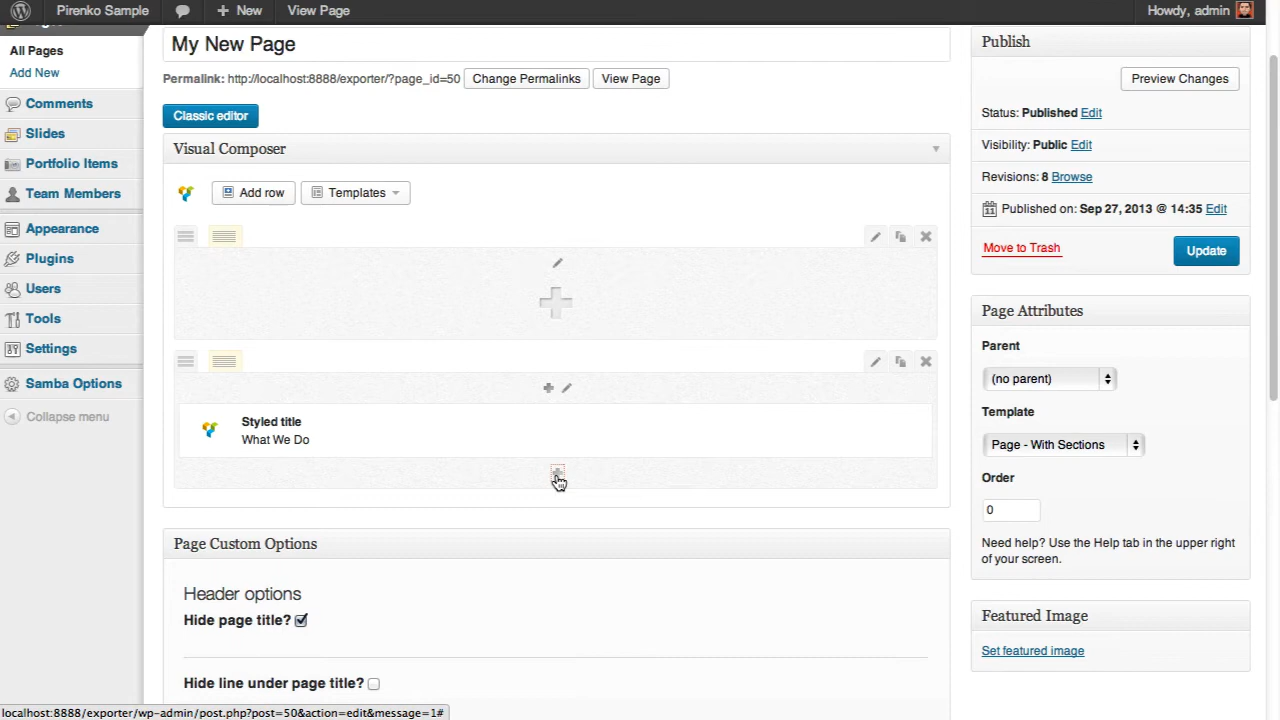 Pirenko Sample
New
View Page
Howdy, admin
All Pages
Add New
Comments
Slides
Portfolio Items
Team Members
Appearance
Plugins
Users
Tools
Settings
Samba Options
Collapse menu
My New Page
Permalink: http://localhost:8888/exporter/?page_id=50 Change Permalinks View Page
Classic editor
Visual Composer
Add row
Templates
Styled title
What We Do
Page Custom Options
Header options
Hide page title?
Hide line under page title?
Publish
Preview Changes
Status: Published Edit
Visibility: Public Edit
Revisions: 8 Browse
Published on: Sep 27, 2013 @ 14:35 Edit
Move to Trash
Update
Page Attributes
Parent
(no parent)
Template
Page - With Sections
Order
0
Need help? Use the Help tab in the upper right
of your screen.
Featured Image
Set featured image
localhost:8888/exporter/wp-admin/post.php?post=50&action=edit&message=1#